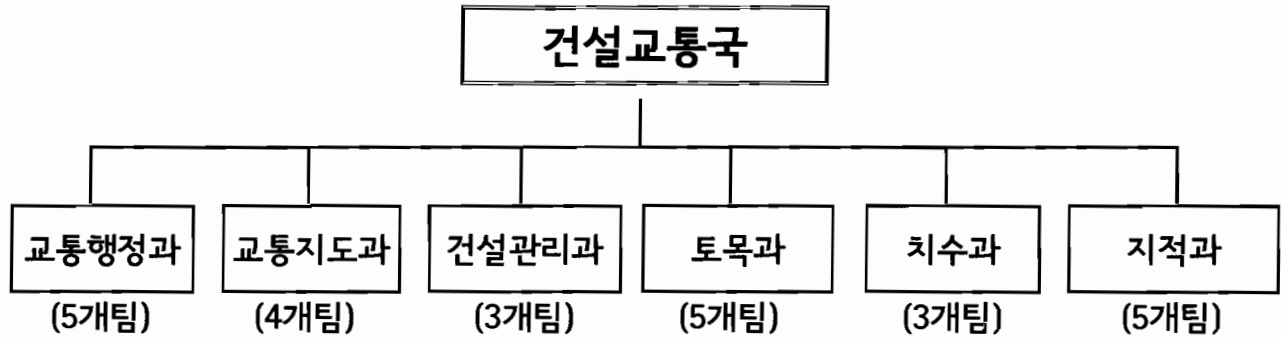 건설교통국
교통행정과 교통지도과 건설관리과 토목과 치수과 지적과
(5개팀) (4개팀) (3개팀) (5개팀) (3개팀) (5개팀)